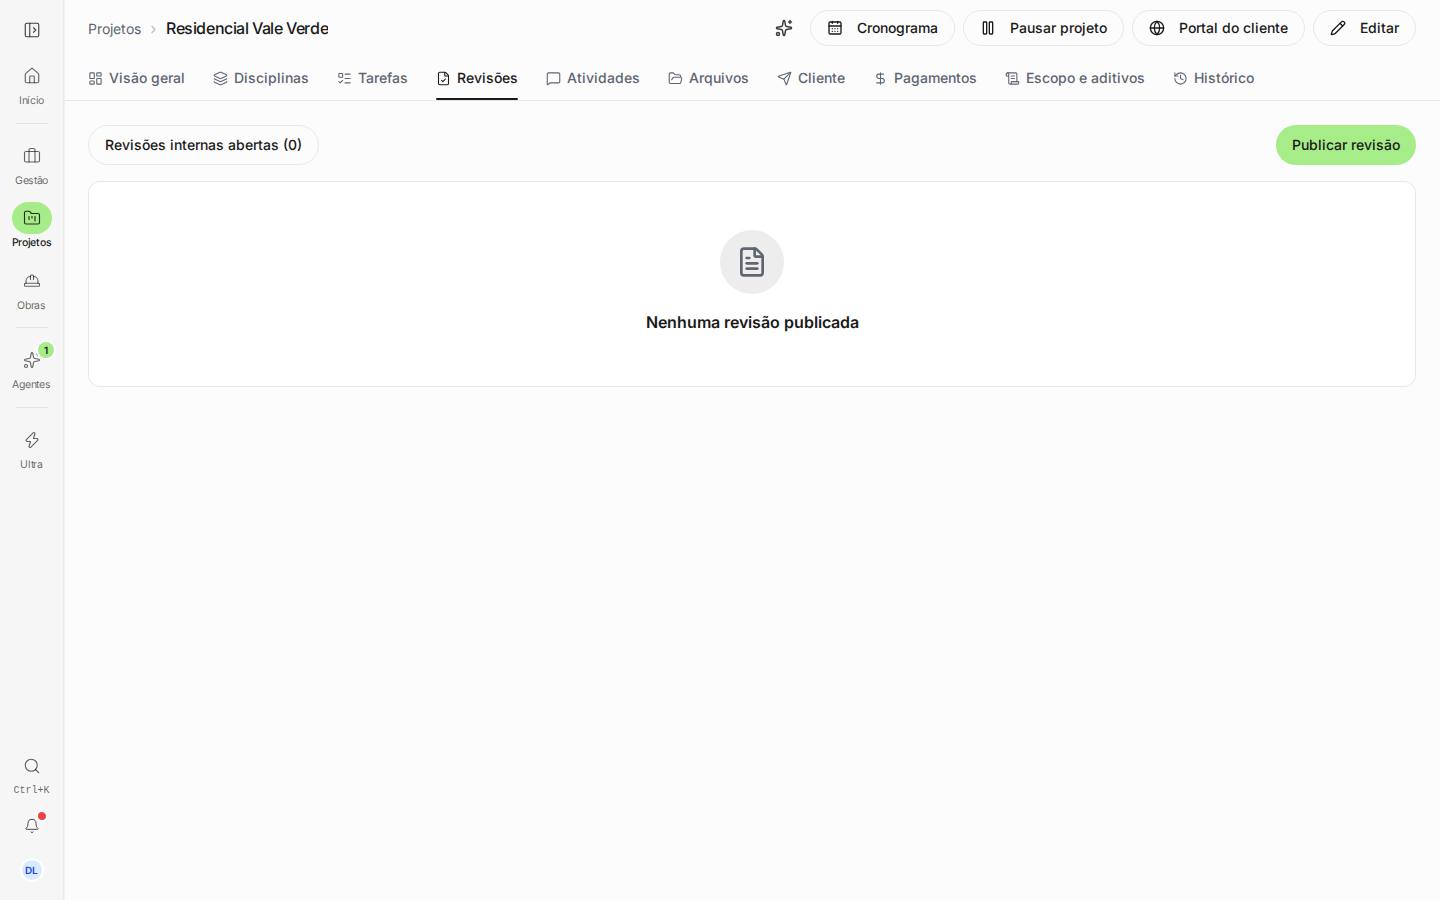 Projetos
Residencial Vale Verde
Cronograma
Pausar projeto
Portal do cliente
Editar
Visão geral
Disciplinas
Tarefas
Revisões
Atividades
Arquivos
Cliente
Pagamentos
Escopo e aditivos
Histórico
Revisões internas abertas (0)
Publicar revisão
Nenhuma revisão publicada
Início
Gestão
Projetos
Obras
1
Agentes
Ultra
Ctrl+K
DL